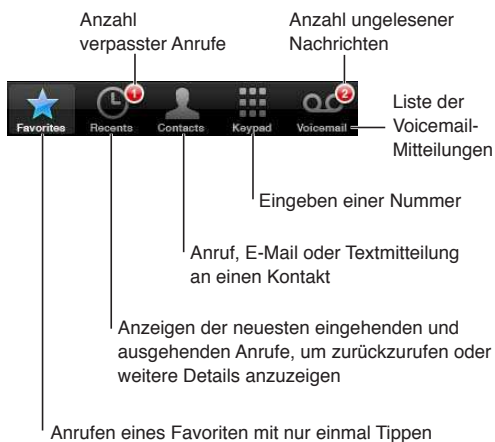 Anzahl
verpasster Anrufe
Anzahl ungelesener
Nachrichten
1
2
Favorites
Recents
Contacts
Keypad
Voicemail
Liste der
Voicemail-
Mitteilungen
Eingeben einer Nummer
Anruf, E-Mail oder Textmitteilung
an einen Kontakt
Anzeigen der neuesten eingehenden und
ausgehenden Anrufe, um zurückzurufen oder
weitere Details anzuzeigen
Anrufen eines Favoriten mit nur einmal Tippen